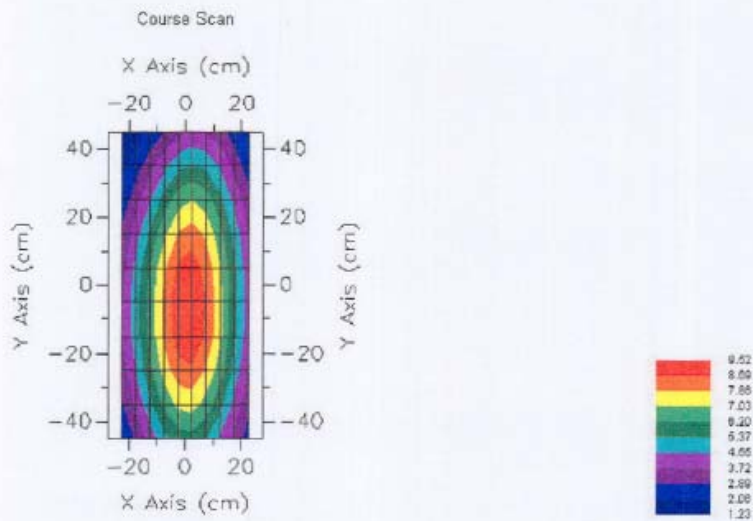 Course Scan
X Axis (cm)
−20 0 20
40 40
20 20
Y Axis (cm) 0 0 Y Axis (cm)
−20 −20
−40 −40
−20 0 20
X Axis (cm)
9.52
8.69
7.86
7.03
6.20
5.37
4.55
3.72
2.89
2.06
1.23